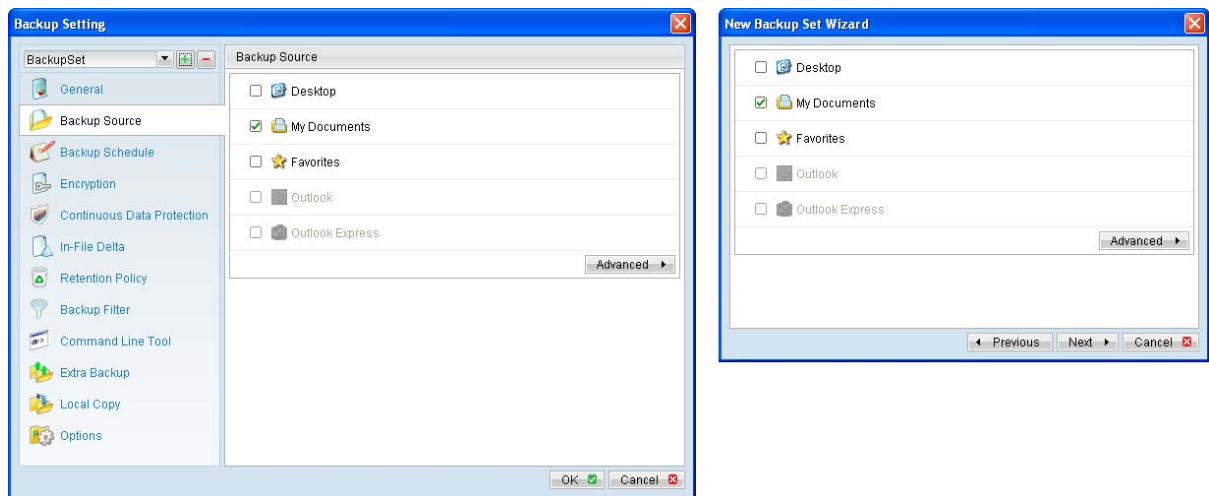 Backup Setting
BackupSet
General
Backup Source
Backup Schedule
Encryption
Continuous Data Protection
In-File Delta
Retention Policy
Backup Filter
Command Line Tool
Extra Backup
Local Copy
Options
Backup Source
Desktop
My Documents
Favorites
Outlook
Outlook Express
Advanced
OK Cancel
New Backup Set Wizard
Desktop
My Documents
Favorites
Outlook
Outlook Express
Advanced
Previous Next Cancel